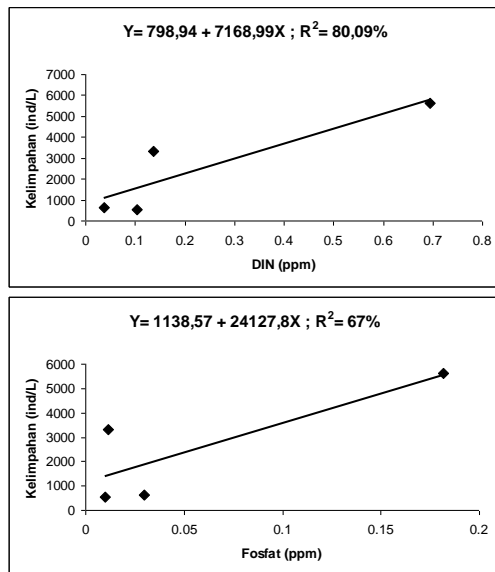 Y= 798,94 + 7168,99X ; R²= 80,09%
7000
6000
5000
4000
3000
2000
1000
0
Kelimpahan (ind/L)
0 0.1 0.2 0.3 0.4 0.5 0.6 0.7 0.8
DIN (ppm)
Y= 1138,57 + 24127,8X ; R²= 67%
6000
5000
4000
3000
2000
1000
0
Kelimpahan (ind/L)
0 0.05 0.1 0.15 0.2
Fosfat (ppm)